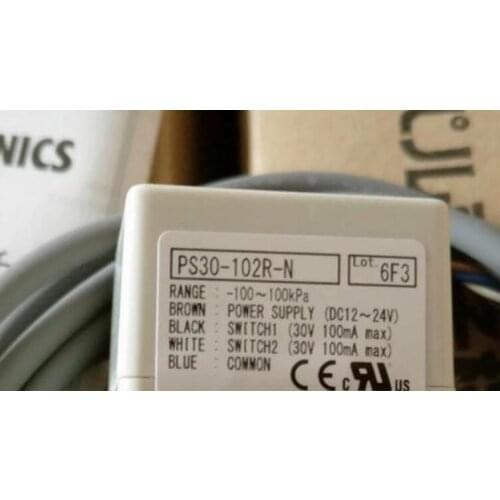 NICS
PS30-102R-N Lot. 6F3
RANGE : -100~100kPa
BROWN : POWER SUPPLY (DC12~24V)
BLACK : SWITCH1 (30V 100mA max)
WHITE : SWITCH2 (30V 100mA max)
BLUE : COMMON
CE c RU us